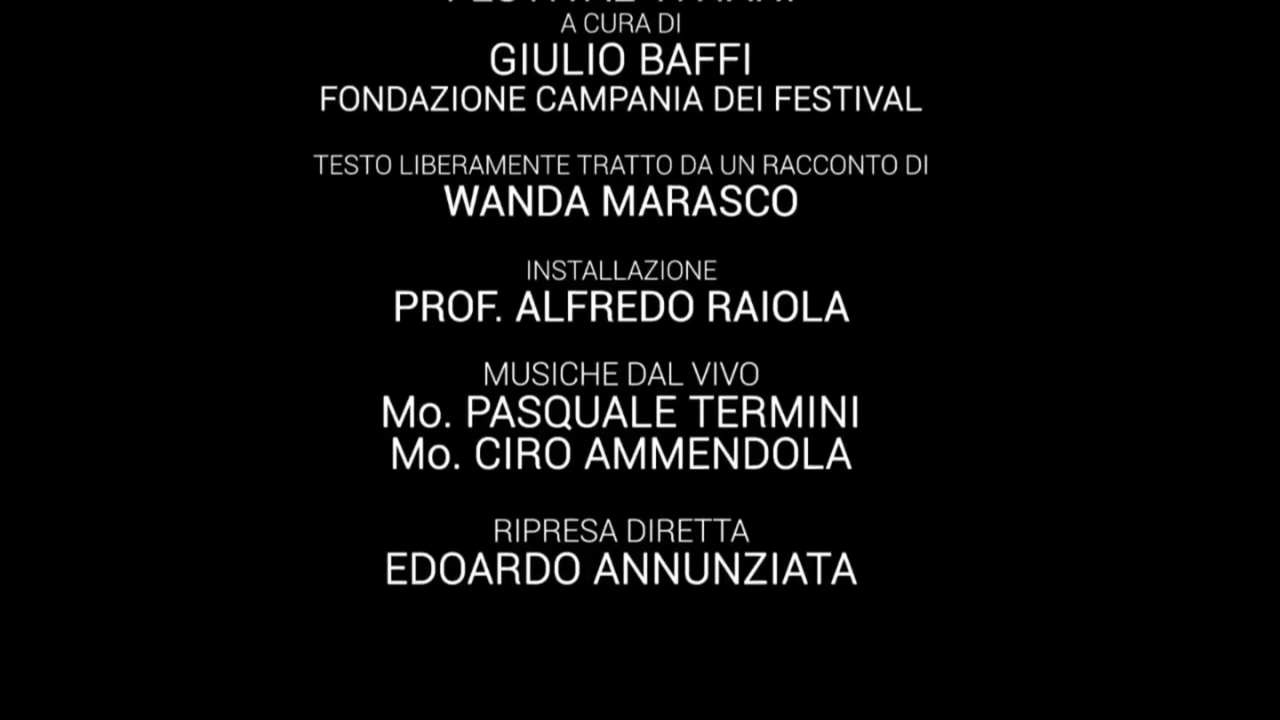 A CURA DI
GIULIO BAFFI
FONDAZIONE CAMPANIA DEI FESTIVAL
TESTO LIBERAMENTE TRATTO DA UN RACCONTO DI
WANDA MARASCO
INSTALLAZIONE
PROF. ALFREDO RAIOLA
MUSICHE DAL VIVO
Mo. PASQUALE TERMINI
Mo. CIRO AMMENDOLA
RIPRESA DIRETTA
EDOARDO ANNUNZIATA